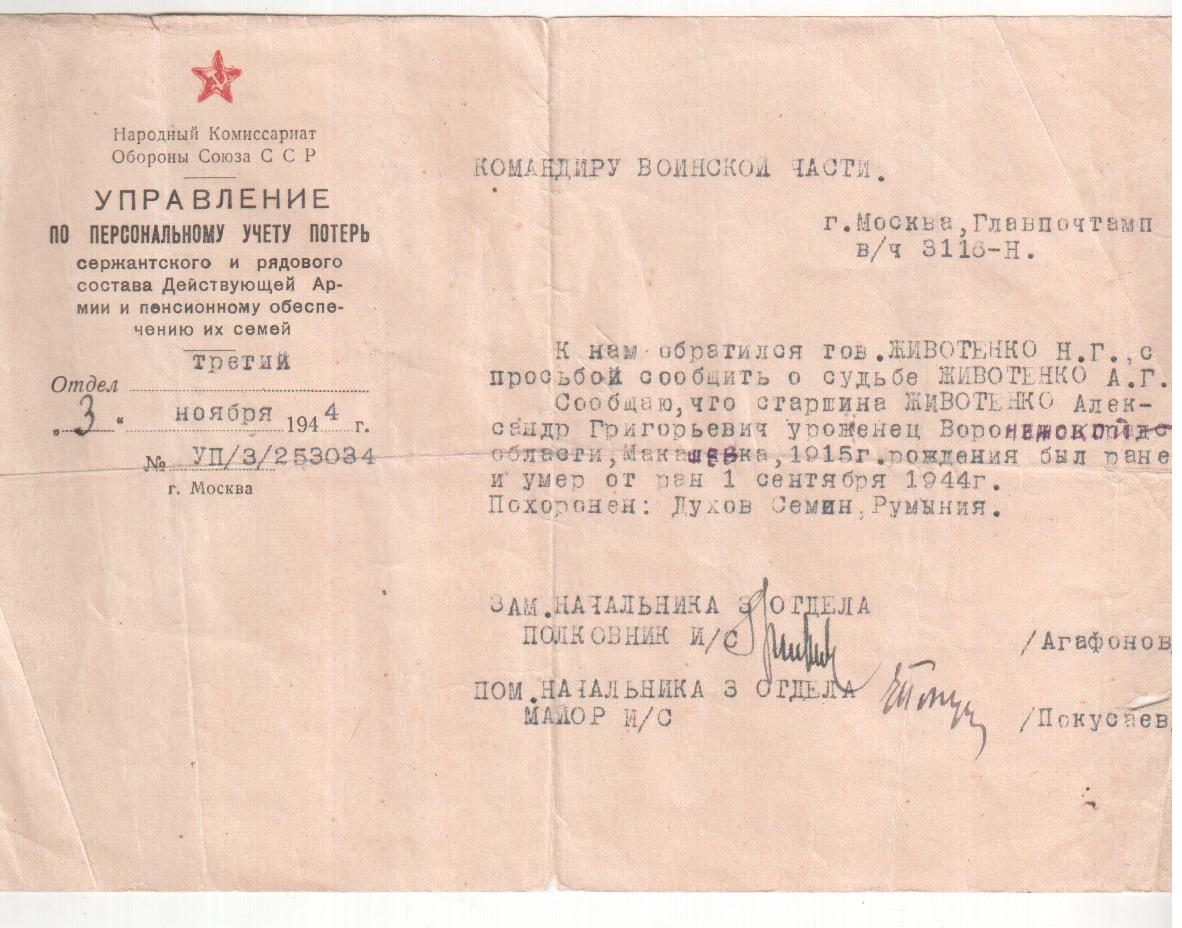 Народный Комиссариат
Обороны Союза С С Р
УПРАВЛЕНИЕ
ПО ПЕРСОНАЛЬНОМУ УЧЕТУ ПОТЕРЬ
сержантского и рядового
состава Действующей Ар-
мии и пенсионному обеспе-
чению их семей
Отдел третий
„3" ноября 1944 г.
№ УП/3/253034
г. Москва
КОМАНДИРУ ВОИНСКОЙ ЧАСТИ.
г.Москва,Главпочтамп
в/ч 3116-Н.
К нам обратился тов.ЖИВОТЕНКО Н.Г.,с
просьбой сообщить о судьбе ЖИВОТЕНКО А.Г.
Сообщаю,что старшина ЖИВОТЕНКО Алек-
сандр Григорьевич уроженец Воронежской
области,Макашевка,1915г.рождения был ране
и умер от ран 1 сентября 1944г.
Похоронен: Духов Семин,Румыния.
ЗАМ.НАЧАЛЬНИКА 3 ОТДЕЛА
ПОЛКОВНИК И/С /Агафонов/
ПОМ.НАЧАЛЬНИКА 3 ОТДЕЛА
МАЙОР И/С /Покусаев/